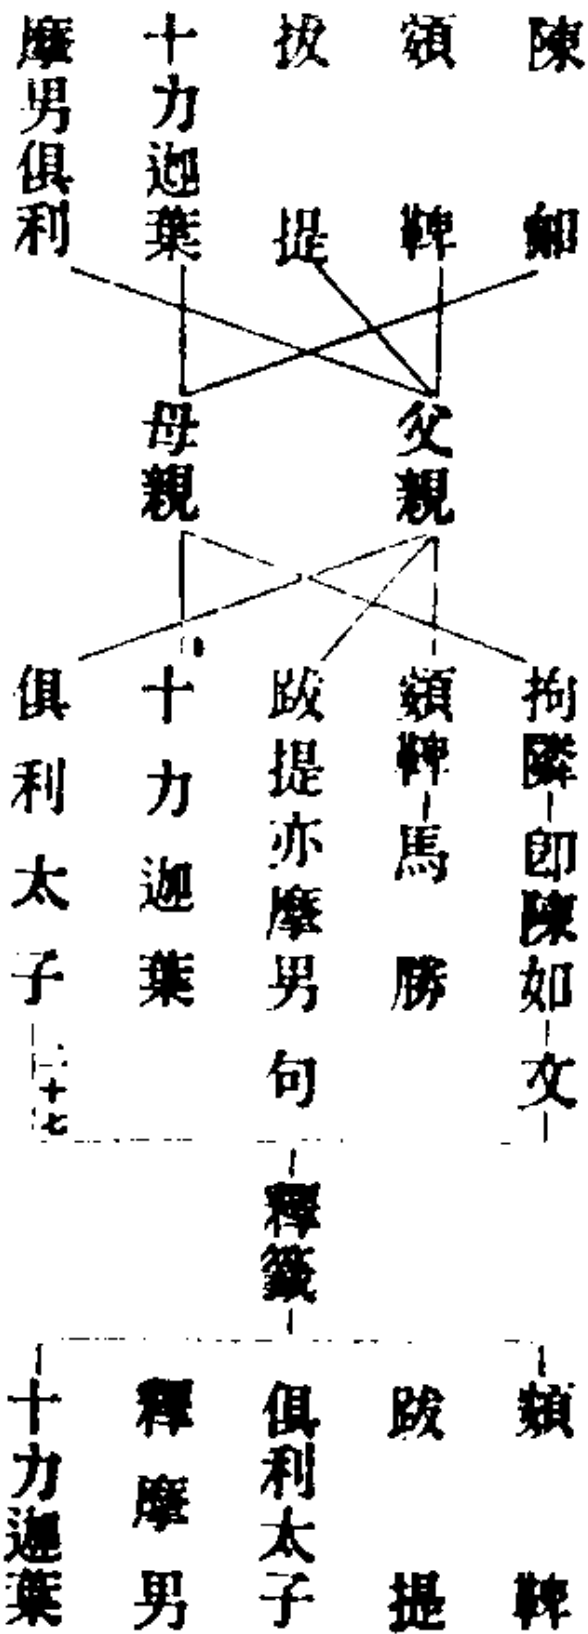 陳如
頞鞞
拔提
十力迦葉
摩男俱利
父親
母親
拘隣即陳如文
頞鞞馬勝
跋提亦摩男句
十力迦葉
俱利太子
十七
釋籤
頞鞞
跋提
俱利太子
釋摩男
十力迦葉